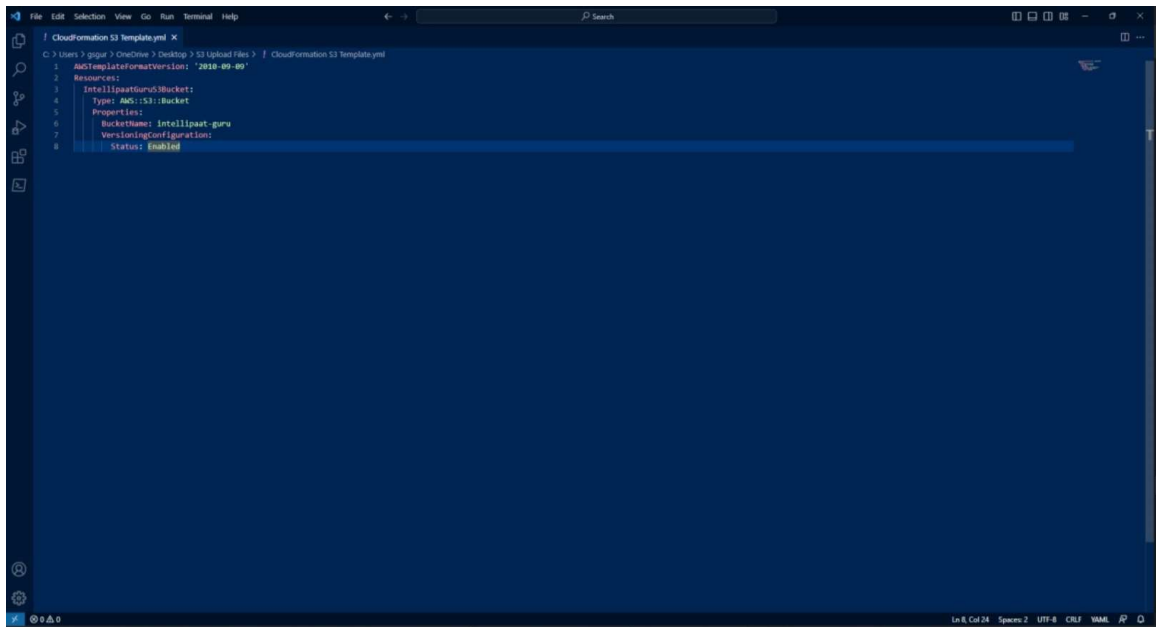 File Edit Selection View Go Run Terminal Help
Search
CloudFormation S3 Template.yml
C: > Users > gsgur > OneDrive > Desktop > S3 Upload Files > ! CloudFormation S3 Template.yml
1 AWSTemplateFormatVersion: '2010-09-09'
2 Resources:
3 IntellipaatGuruS3Bucket:
4 Type: AWS::S3::Bucket
5 Properties:
6 BucketName: intellipaat-guru
7 VersioningConfiguration:
8 Status: Enabled
0 0
Ln 8, Col 24 Spaces: 2 UTF-8 CRLF YAML